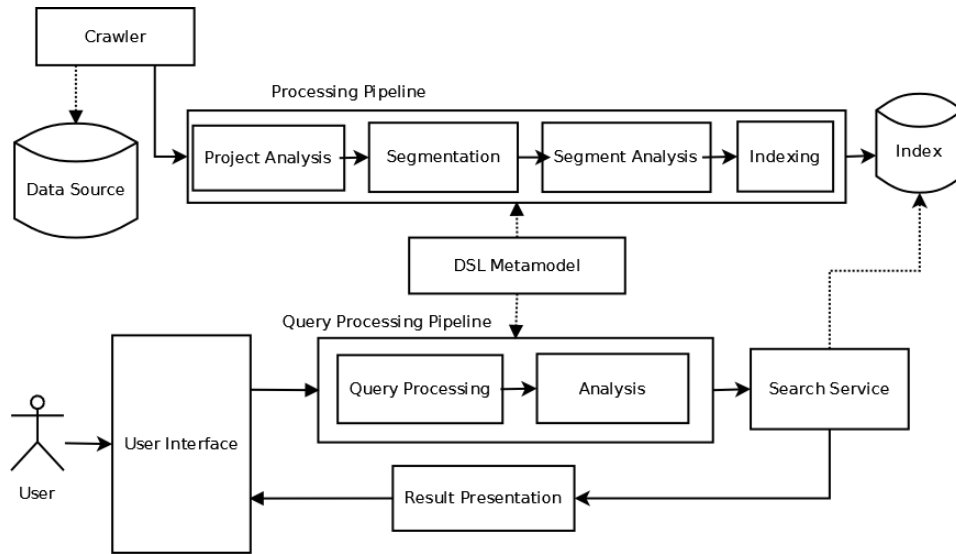 Crawler
Processing Pipeline
Data Source
Project Analysis
Segmentation
Segment Analysis
Indexing
Index
DSL Metamodel
Query Processing Pipeline
User
User Interface
Query Processing
Analysis
Search Service
Result Presentation